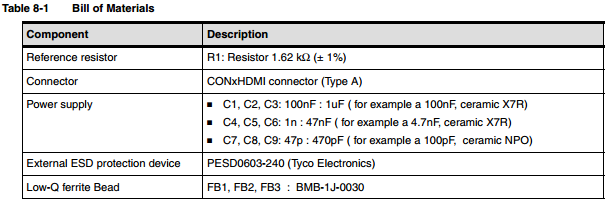 Table 8-1 Bill of Materials
Component Description
Reference resistor R1: Resistor 1.62 kΩ (± 1%)
Connector CONxHDMI connector (Type A)
Power supply ■ C1, C2, C3: 100nF : 1uF ( for example a 100nF, ceramic X7R)
■ C4, C5, C6: 1n : 47nF ( for example a 4.7nF, ceramic X7R)
■ C7, C8, C9: 47p : 470pF ( for example a 100pF, ceramic NPO)
External ESD protection device PESD0603-240 (Tyco Electronics)
Low-Q ferrite Bead FB1, FB2, FB3 : BMB-1J-0030